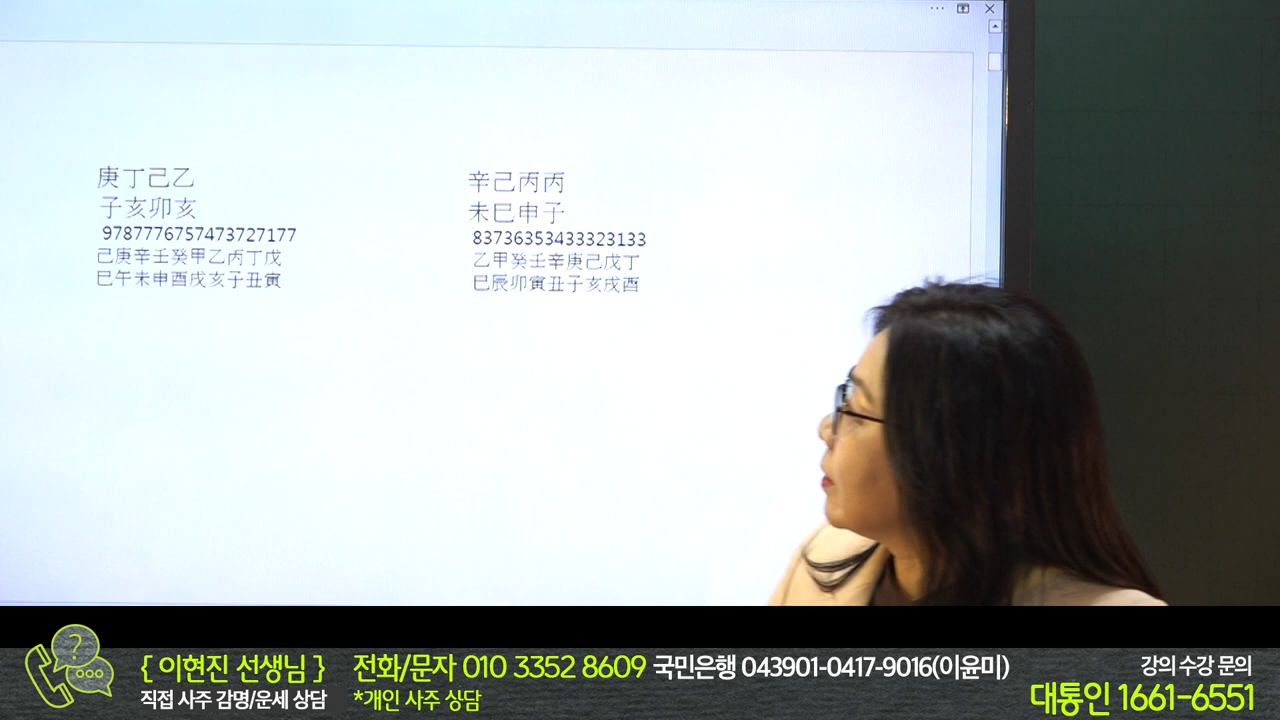 庚丁己乙
子亥卯亥
9787776757473727177
己庚辛壬癸甲乙丙丁戊
巳午未申酉戌亥子丑寅
辛己丙丙
未巳申子
83736353433323133
乙甲癸壬辛庚己戊丁
巳辰卯寅丑子亥戌酉
{ 이현진 선생님 }
직접 사주 감명/운세 상담
전화/문자 010 3352 8609 국민은행 043901-0417-9016(이윤미)
*개인 사주 상담
강의 수강 문의
대통인 1661-6551